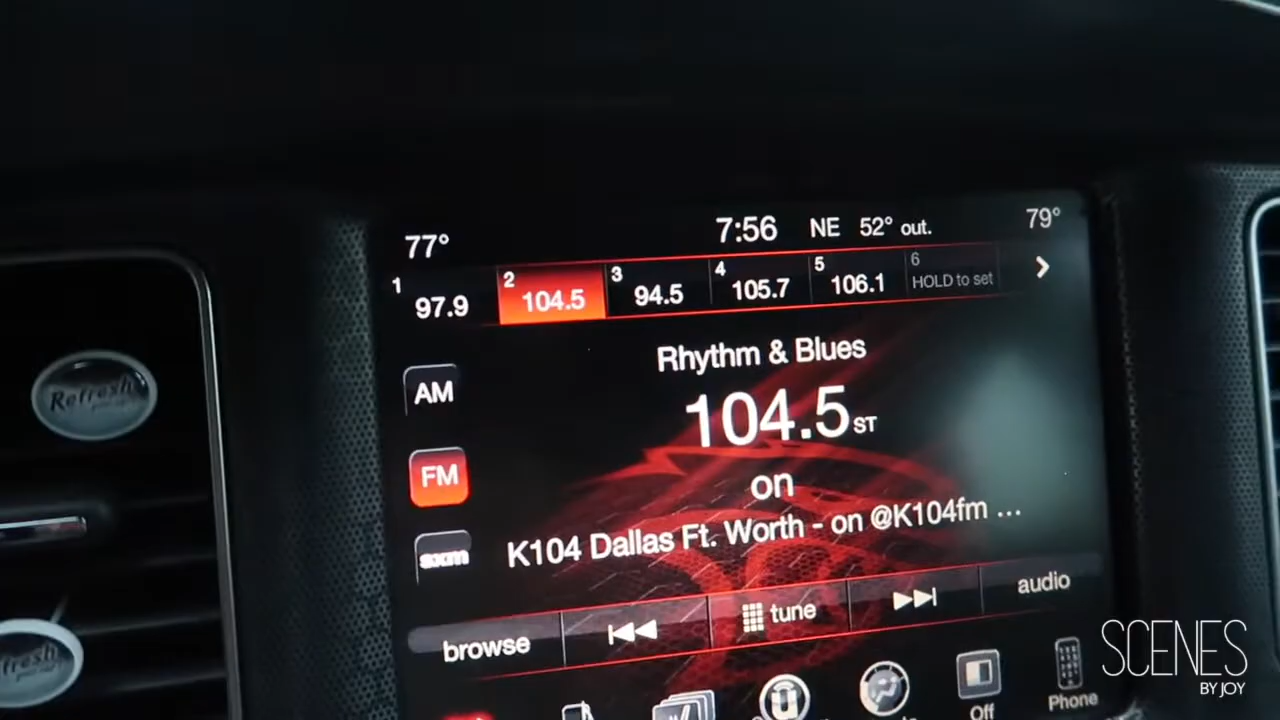 77°
7:56 NE 52° out.
79°
1 97.9
2 104.5
3 94.5
4 105.7
5 106.1
6 HOLD to set
Rhythm & Blues
AM
104.5 ST
FM
on
K104 Dallas Ft. Worth - on @K104fm ...
sxm
browse
tune
audio
Off
Phone
Refresh
SCENES
BY JOY